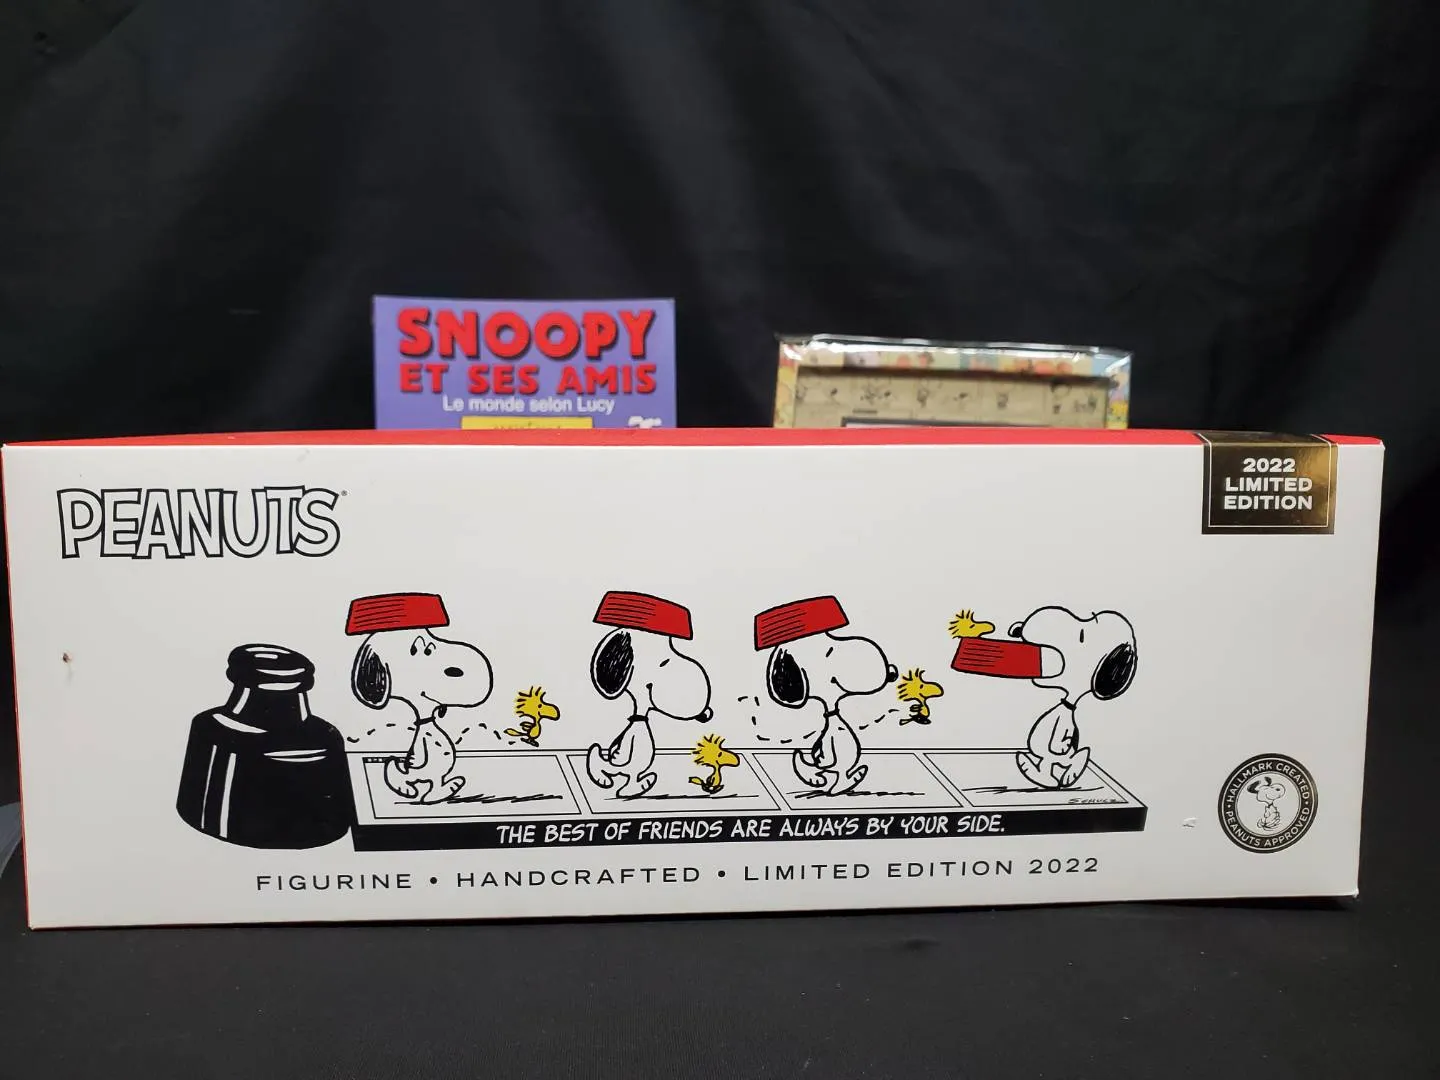 SNOOPY
ET SES AMIS
Le monde selon Lucy
PEANUTS
2022
LIMITED
EDITION
SCHULZ
THE BEST OF FRIENDS ARE ALWAYS BY YOUR SIDE.
HALLMARK CREATED
PEANUTS APPROVED
FIGURINE • HANDCRAFTED • LIMITED EDITION 2022